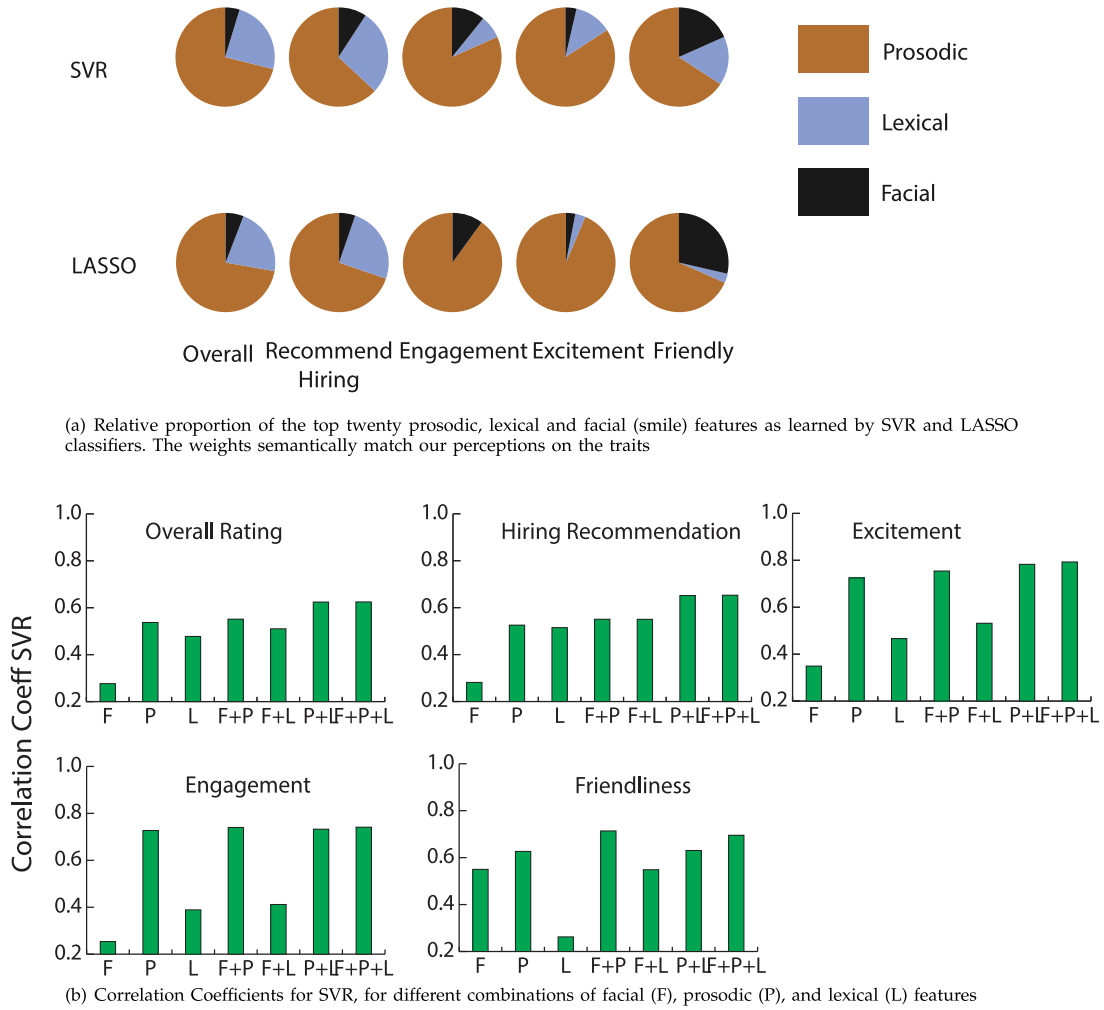 SVR
Prosodic
Lexical
Facial
LASSO
Overall
Recommend
Hiring
Engagement
Excitement
Friendly
(a) Relative proportion of the top twenty prosodic, lexical and facial (smile) features as learned by SVR and LASSO
classifiers. The weights semantically match our perceptions on the traits
Correlation Coeff SVR
Overall Rating
1.0
0.8
0.6
0.4
0.2
F P L F+P F+L P+L F+P+L
Hiring Recommendation
1.0
0.8
0.6
0.4
0.2
F P L F+P F+L P+L F+P+L
Excitement
1.0
0.8
0.6
0.4
0.2
F P L F+P F+L P+L F+P+L
Engagement
1.0
0.8
0.6
0.4
0.2
F P L F+P F+L P+L F+P+L
Friendliness
1.0
0.8
0.6
0.4
0.2
F P L F+P F+L P+L F+P+L
(b) Correlation Coefficients for SVR, for different combinations of facial (F), prosodic (P), and lexical (L) features